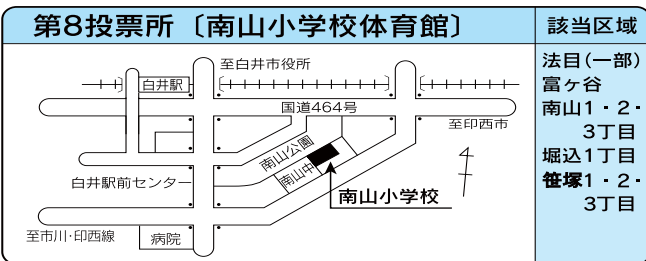 第8投票所〔南山小学校体育館〕
該当区域
法目(一部)
富ヶ谷
南山1・2・
3丁目
堀込1丁目
笹塚1・2・
3丁目
至白井市役所
白井駅
国道464号
至印西市
南山公園
南山中
白井駅前センター
南山小学校
至市川・印西線
病院